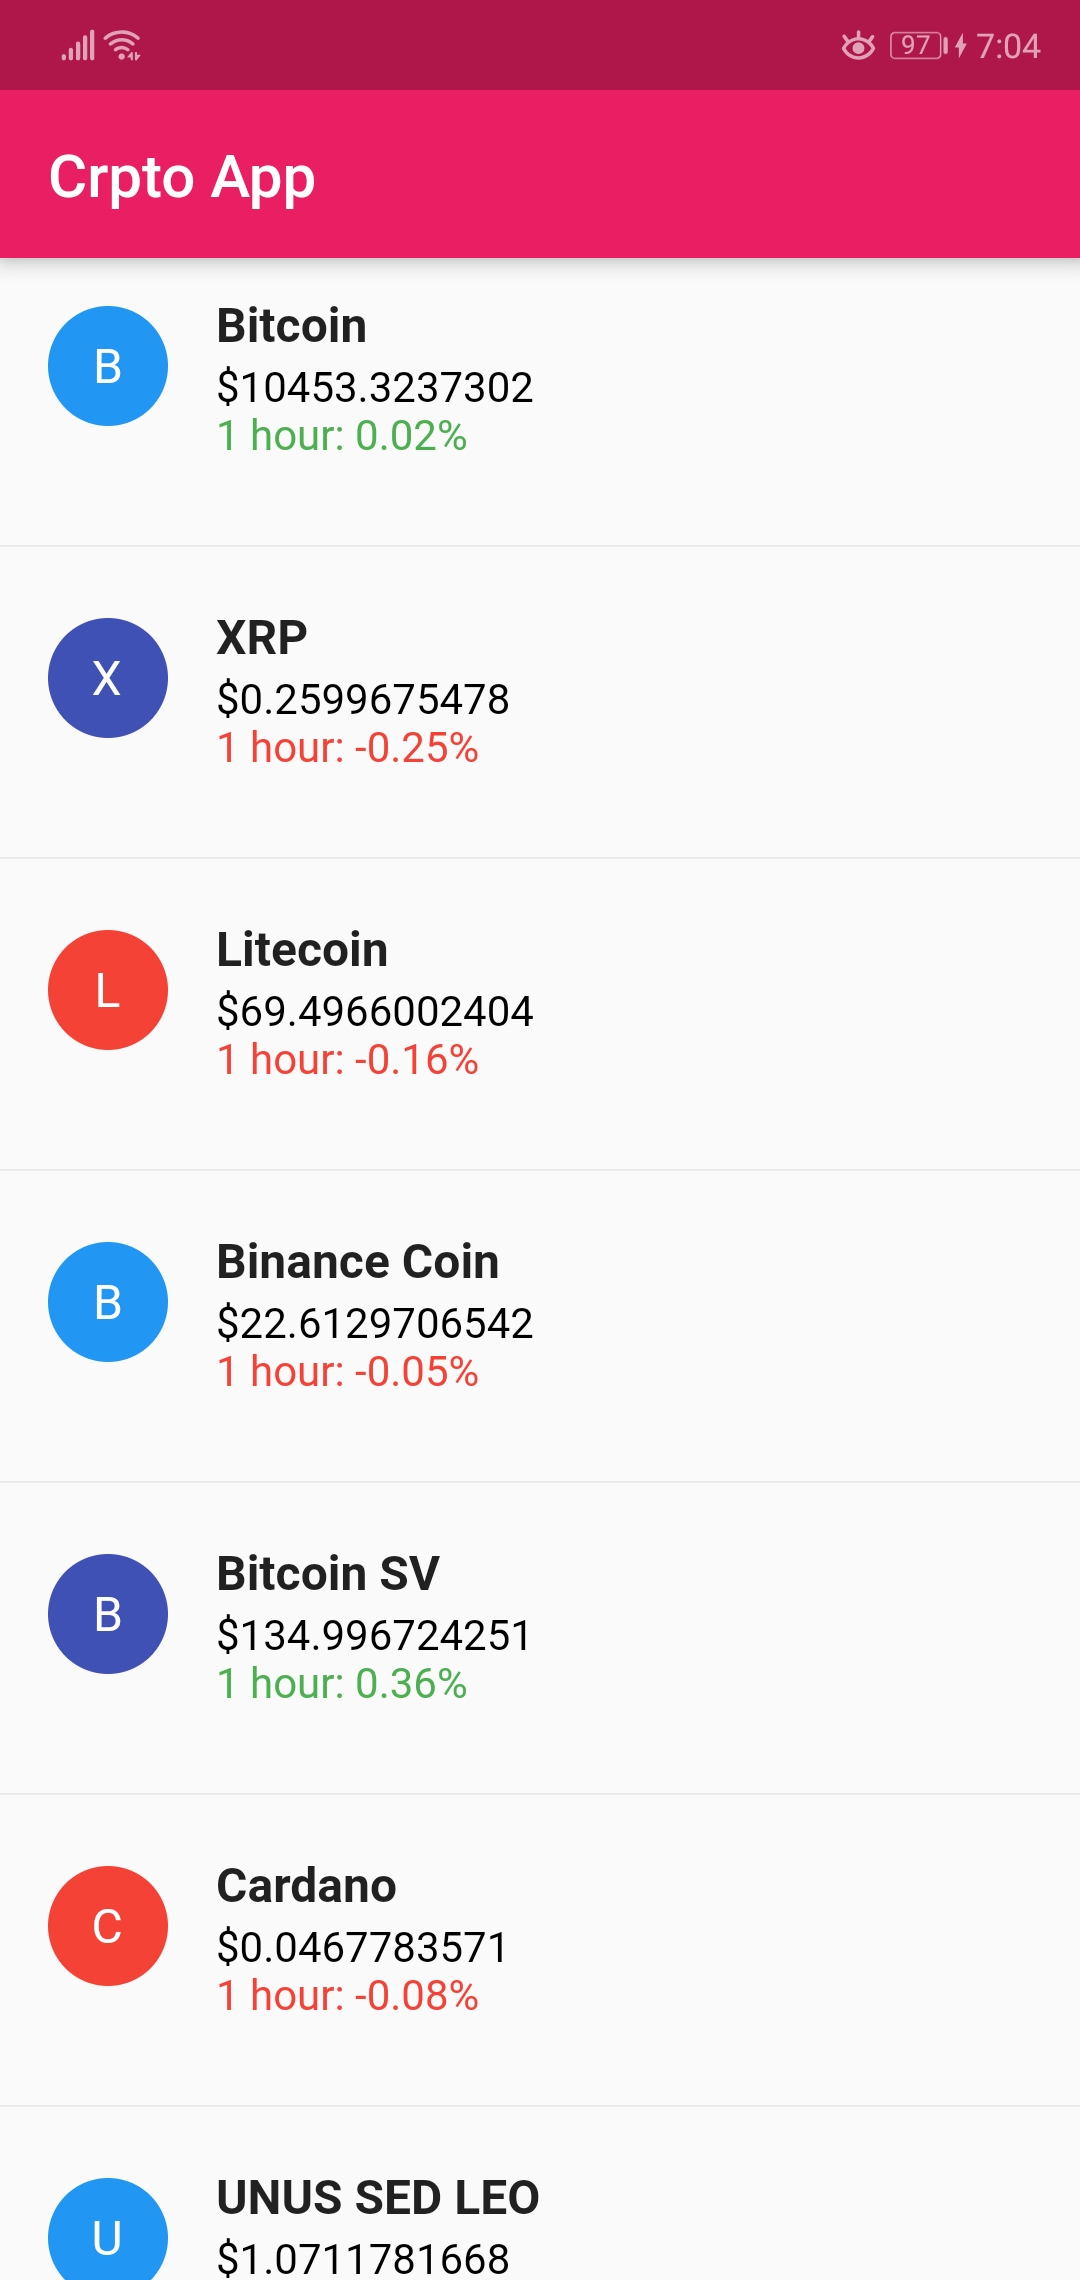 97 7:04
Crpto App
B
Bitcoin
$10453.3237302
1 hour: 0.02%
X
XRP
$0.2599675478
1 hour: -0.25%
L
Litecoin
$69.4966002404
1 hour: -0.16%
B
Binance Coin
$22.6129706542
1 hour: -0.05%
B
Bitcoin SV
$134.996724251
1 hour: 0.36%
C
Cardano
$0.0467783571
1 hour: -0.08%
U
UNUS SED LEO
$1.0711781668